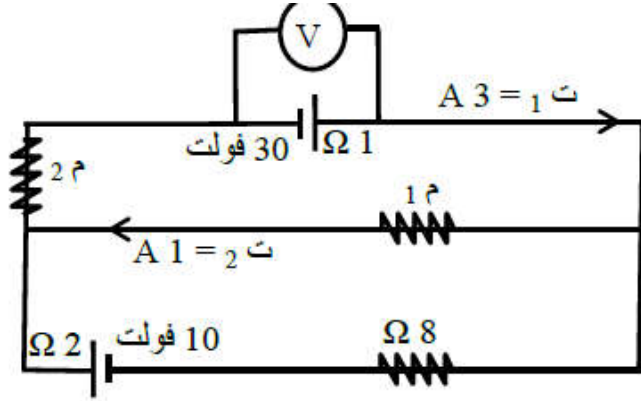 V
ت 1 = 3 A
30 فولت
1 Ω
م 2
م 1
ت 2 = 1 A
2 Ω
10 فولت
8 Ω